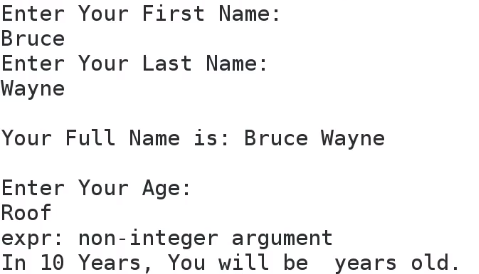 Enter Your First Name:
Bruce
Enter Your Last Name:
Wayne
Your Full Name is: Bruce Wayne
Enter Your Age:
Roof
expr: non-integer argument
In 10 Years, You will be  years old.